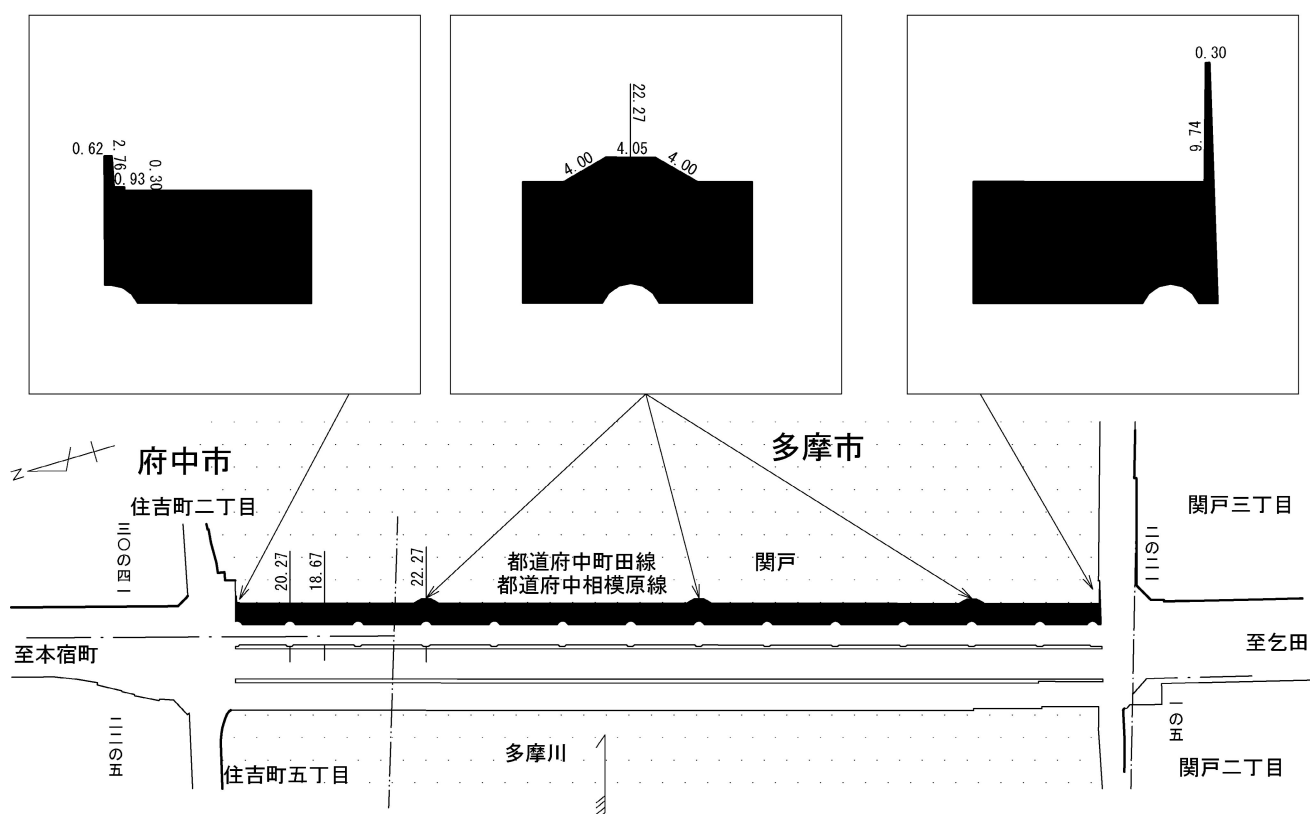 0.62
2.76
0.93
0.30
22.27
4.00
4.05
4.00
0.30
9.74
N
府中市
多摩市
住吉町二丁目
三〇の四一
関戸三丁目
二の二一
20.27
18.67
22.27
都道府中町田線
都道府中相模原線
関戸
至本宿町
至乞田
二二の五
住吉町五丁目
多摩川
一の五
関戸二丁目